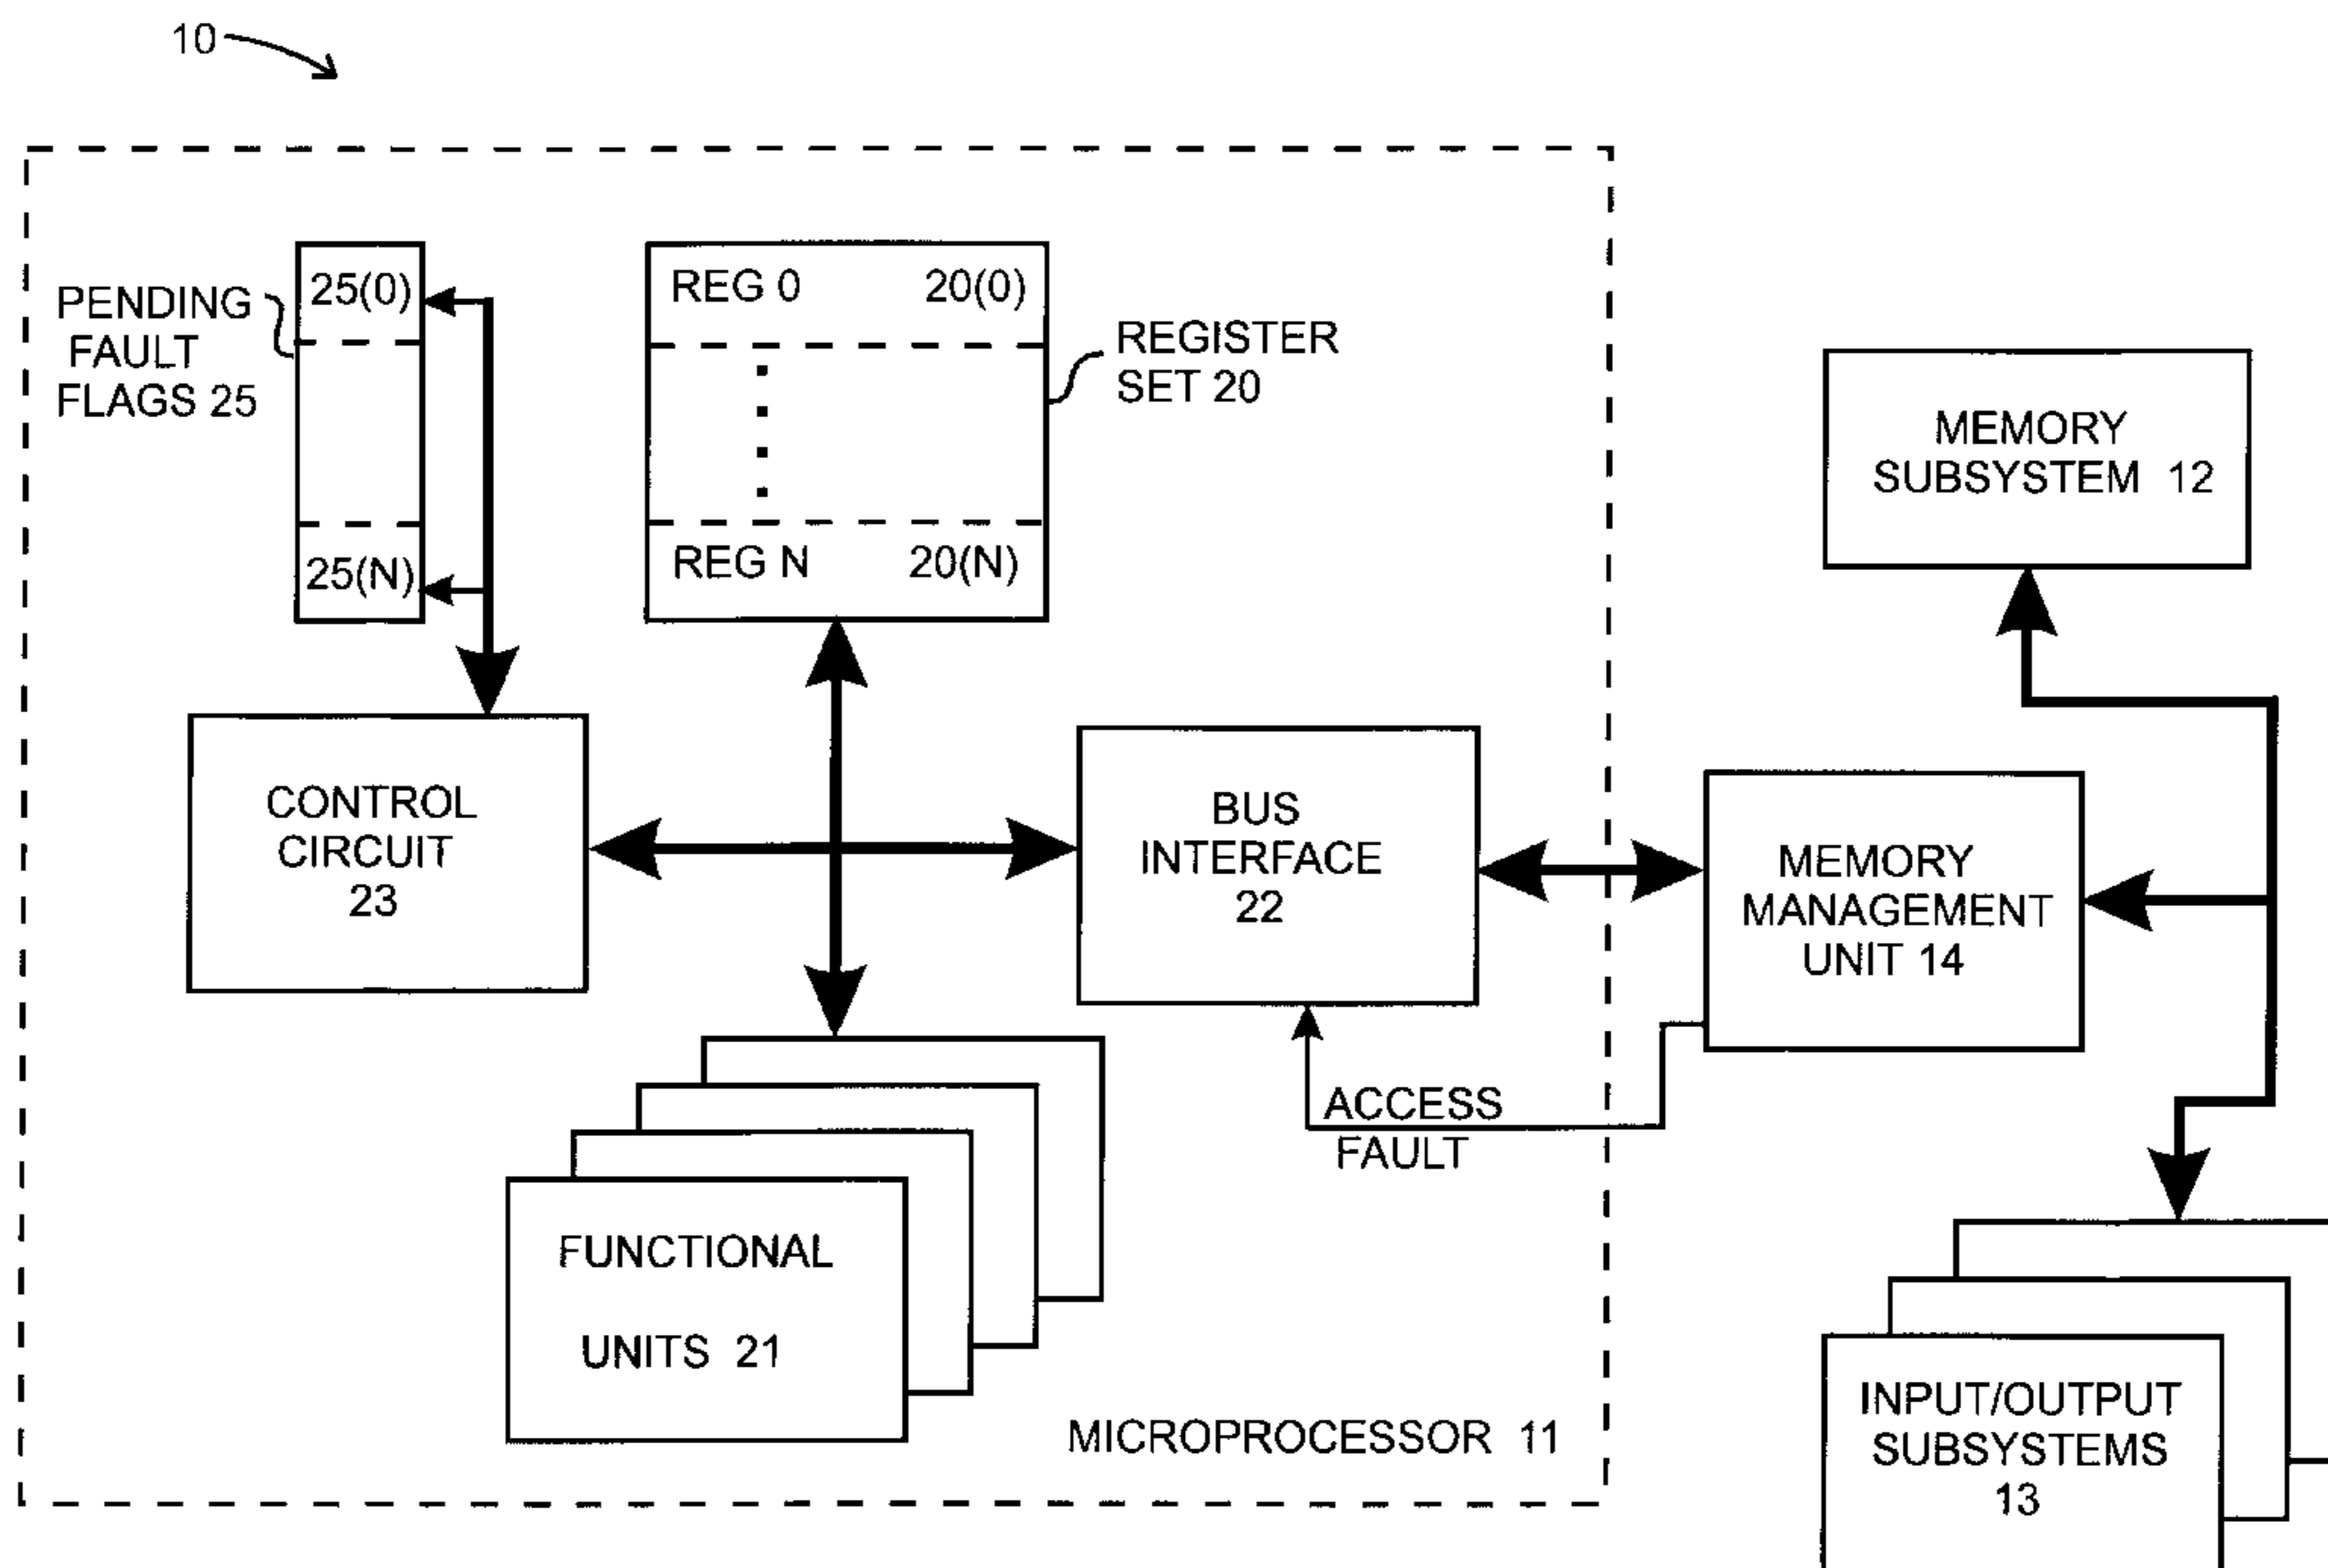 10
PENDING
FAULT
FLAGS 25
25(0)
25(N)
REG 0 20(0)
REG N 20(N)
REGISTER
SET 20
MEMORY
SUBSYSTEM 12
CONTROL
CIRCUIT
23
BUS
INTERFACE
22
MEMORY
MANAGEMENT
UNIT 14
ACCESS
FAULT
FUNCTIONAL
UNITS 21
MICROPROCESSOR 11
INPUT/OUTPUT
SUBSYSTEMS
13